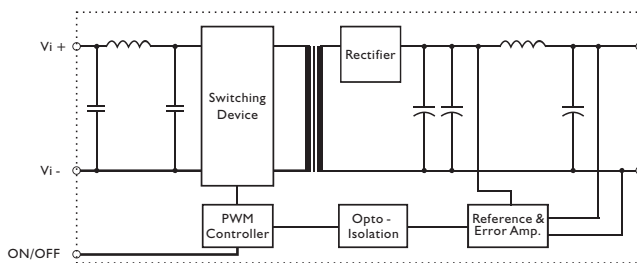 Vi +
Rectifier
Switching
Device
Vi -
PWM
Controller
Opto -
Isolation
Reference &
Error Amp.
ON/OFF